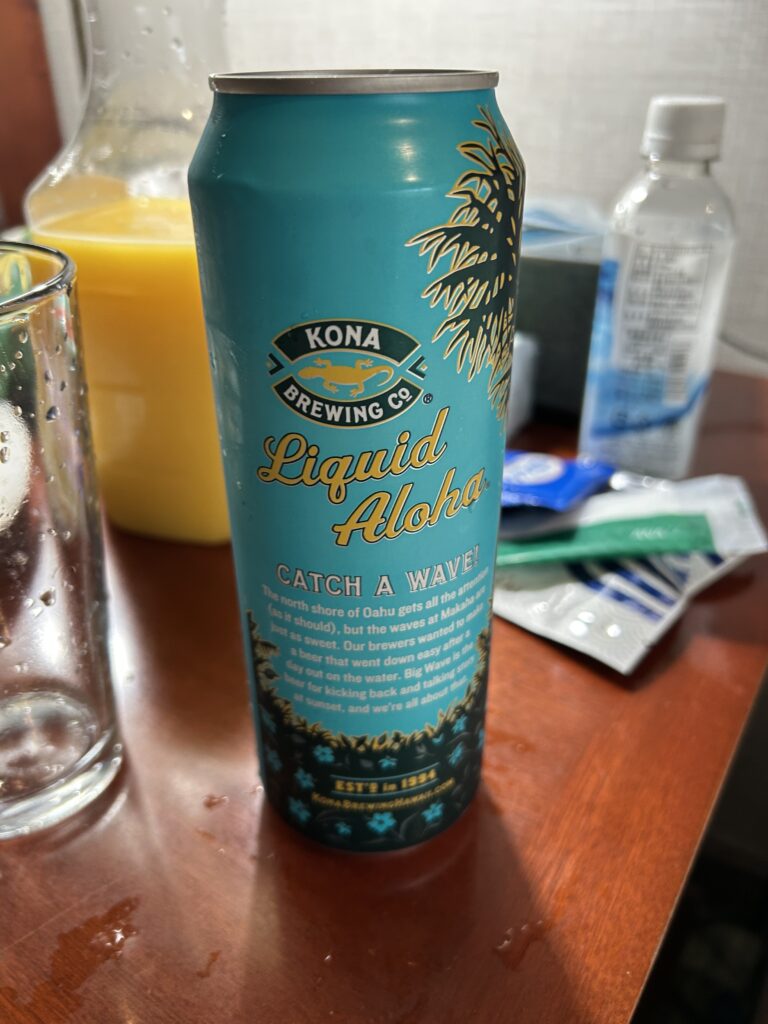 KONA
BREWING Co ®
Liquid
Aloha
CATCH A WAVE!
The north shore of Oahu gets all the attention
(as it should), but the waves at Makaha are
just as sweet. Our brewers wanted to make
a beer that went down easy after a
day out on the water. Big Wave is the
beer for kicking back and talking story
at sunset, and we're all about that.
EST'D in 1994
KONABREWINGHAWAII.COM